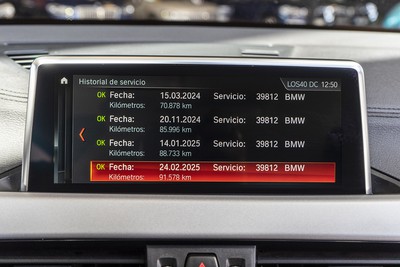 Historial de servicio LOS40 DC 12:50
OK Fecha: 15.03.2024 Servicio: 39812 BMW
Kilómetros: 70.878 km
OK Fecha: 20.11.2024 Servicio: 39812 BMW
Kilómetros: 85.996 km
OK Fecha: 14.01.2025 Servicio: 39812 BMW
Kilómetros: 88.733 km
OK Fecha: 24.02.2025 Servicio: 39812 BMW
Kilómetros: 91.578 km